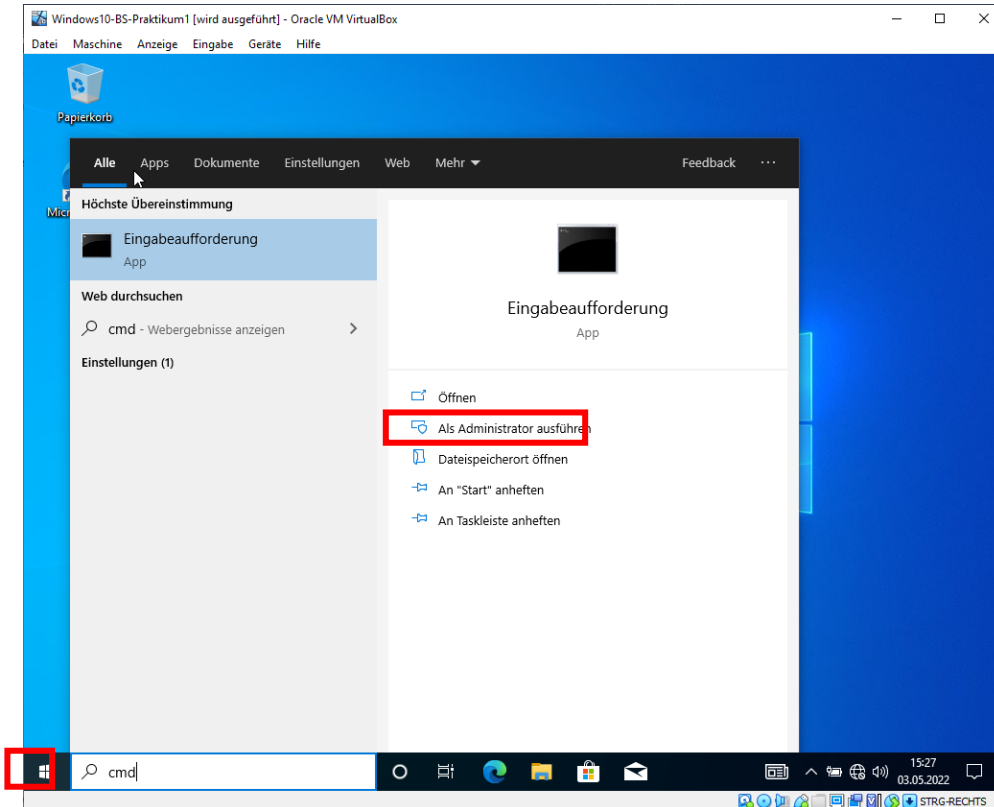 Windows10-BS-Praktikum1 [wird ausgeführt] - Oracle VM VirtualBox
Datei Maschine Anzeige Eingabe Geräte Hilfe
Papierkorb
Alle Apps Dokumente Einstellungen Web Mehr Feedback ...
Micr
Höchste Übereinstimmung
Eingabeaufforderung
App
Web durchsuchen
cmd - Webergebnisse anzeigen
Einstellungen (1)
Eingabeaufforderung
App
Öffnen
Als Administrator ausführen
Dateispeicherort öffnen
An "Start" anheften
An Taskleiste anheften
cmd
15:27
03.05.2022
STRG-RECHTS